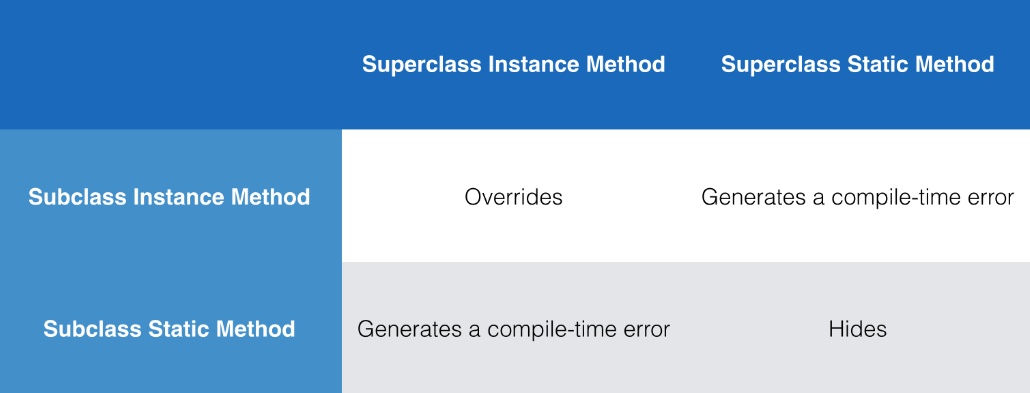 Superclass Instance Method Superclass Static Method
Subclass Instance Method Overrides Generates a compile-time error
Subclass Static Method Generates a compile-time error Hides